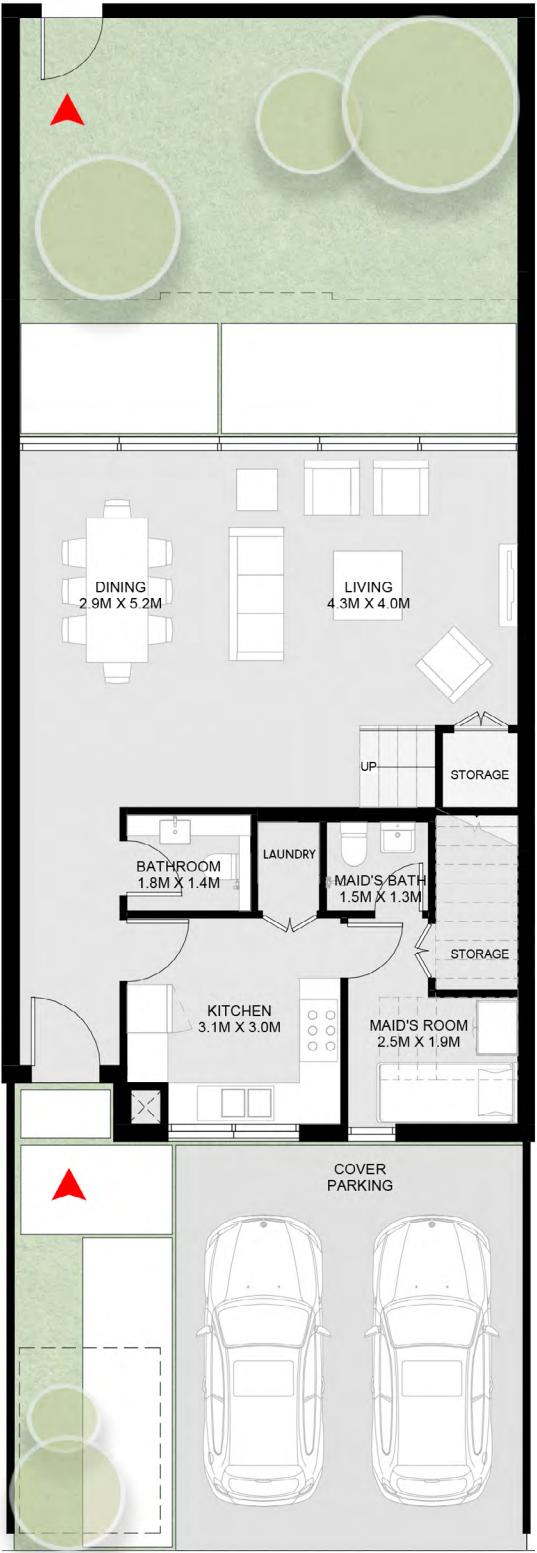 DINING
2.9M X 5.2M
LIVING
4.3M X 4.0M
UP
STORAGE
BATHROOM
1.8M X 1.4M
LAUNDRY
MAID'S BATH
1.5M X 1.3M
STORAGE
KITCHEN
3.1M X 3.0M
MAID'S ROOM
2.5M X 1.9M
COVER
PARKING